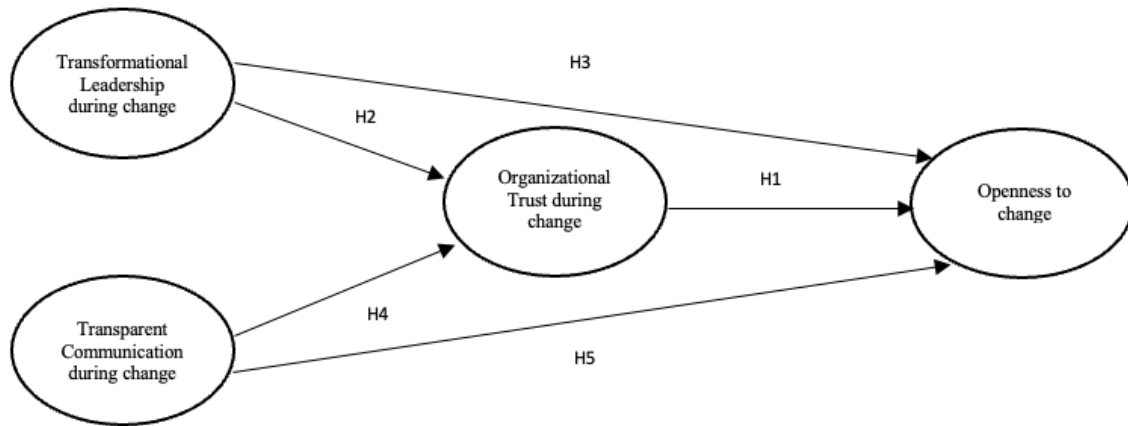 Transformational
Leadership
during change
H3
H2
Organizational
Trust during
change
H1
Openness to
change
Transparent
Communication
during change
H4
H5